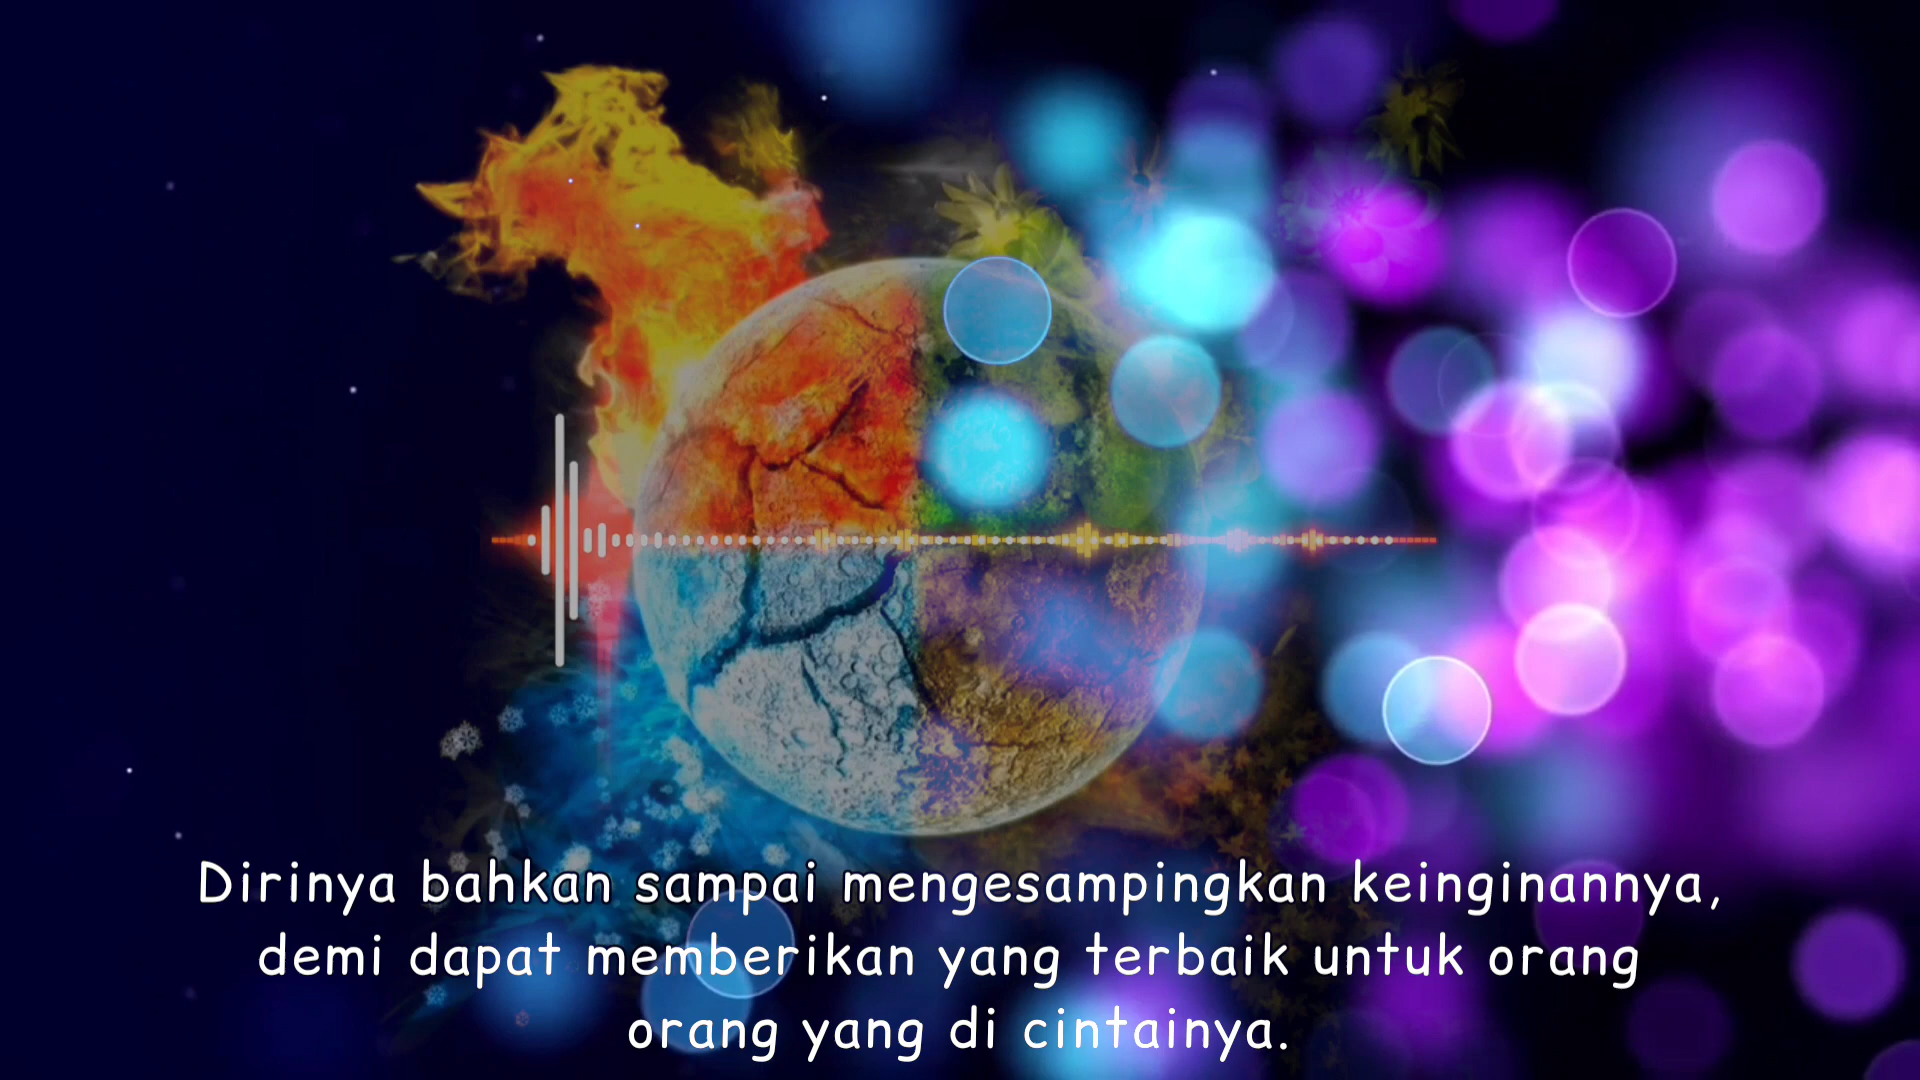 Dirinya bahkan sampai mengesampingkan keinginannya,
demi dapat memberikan yang terbaik untuk orang
orang yang di cintainya.